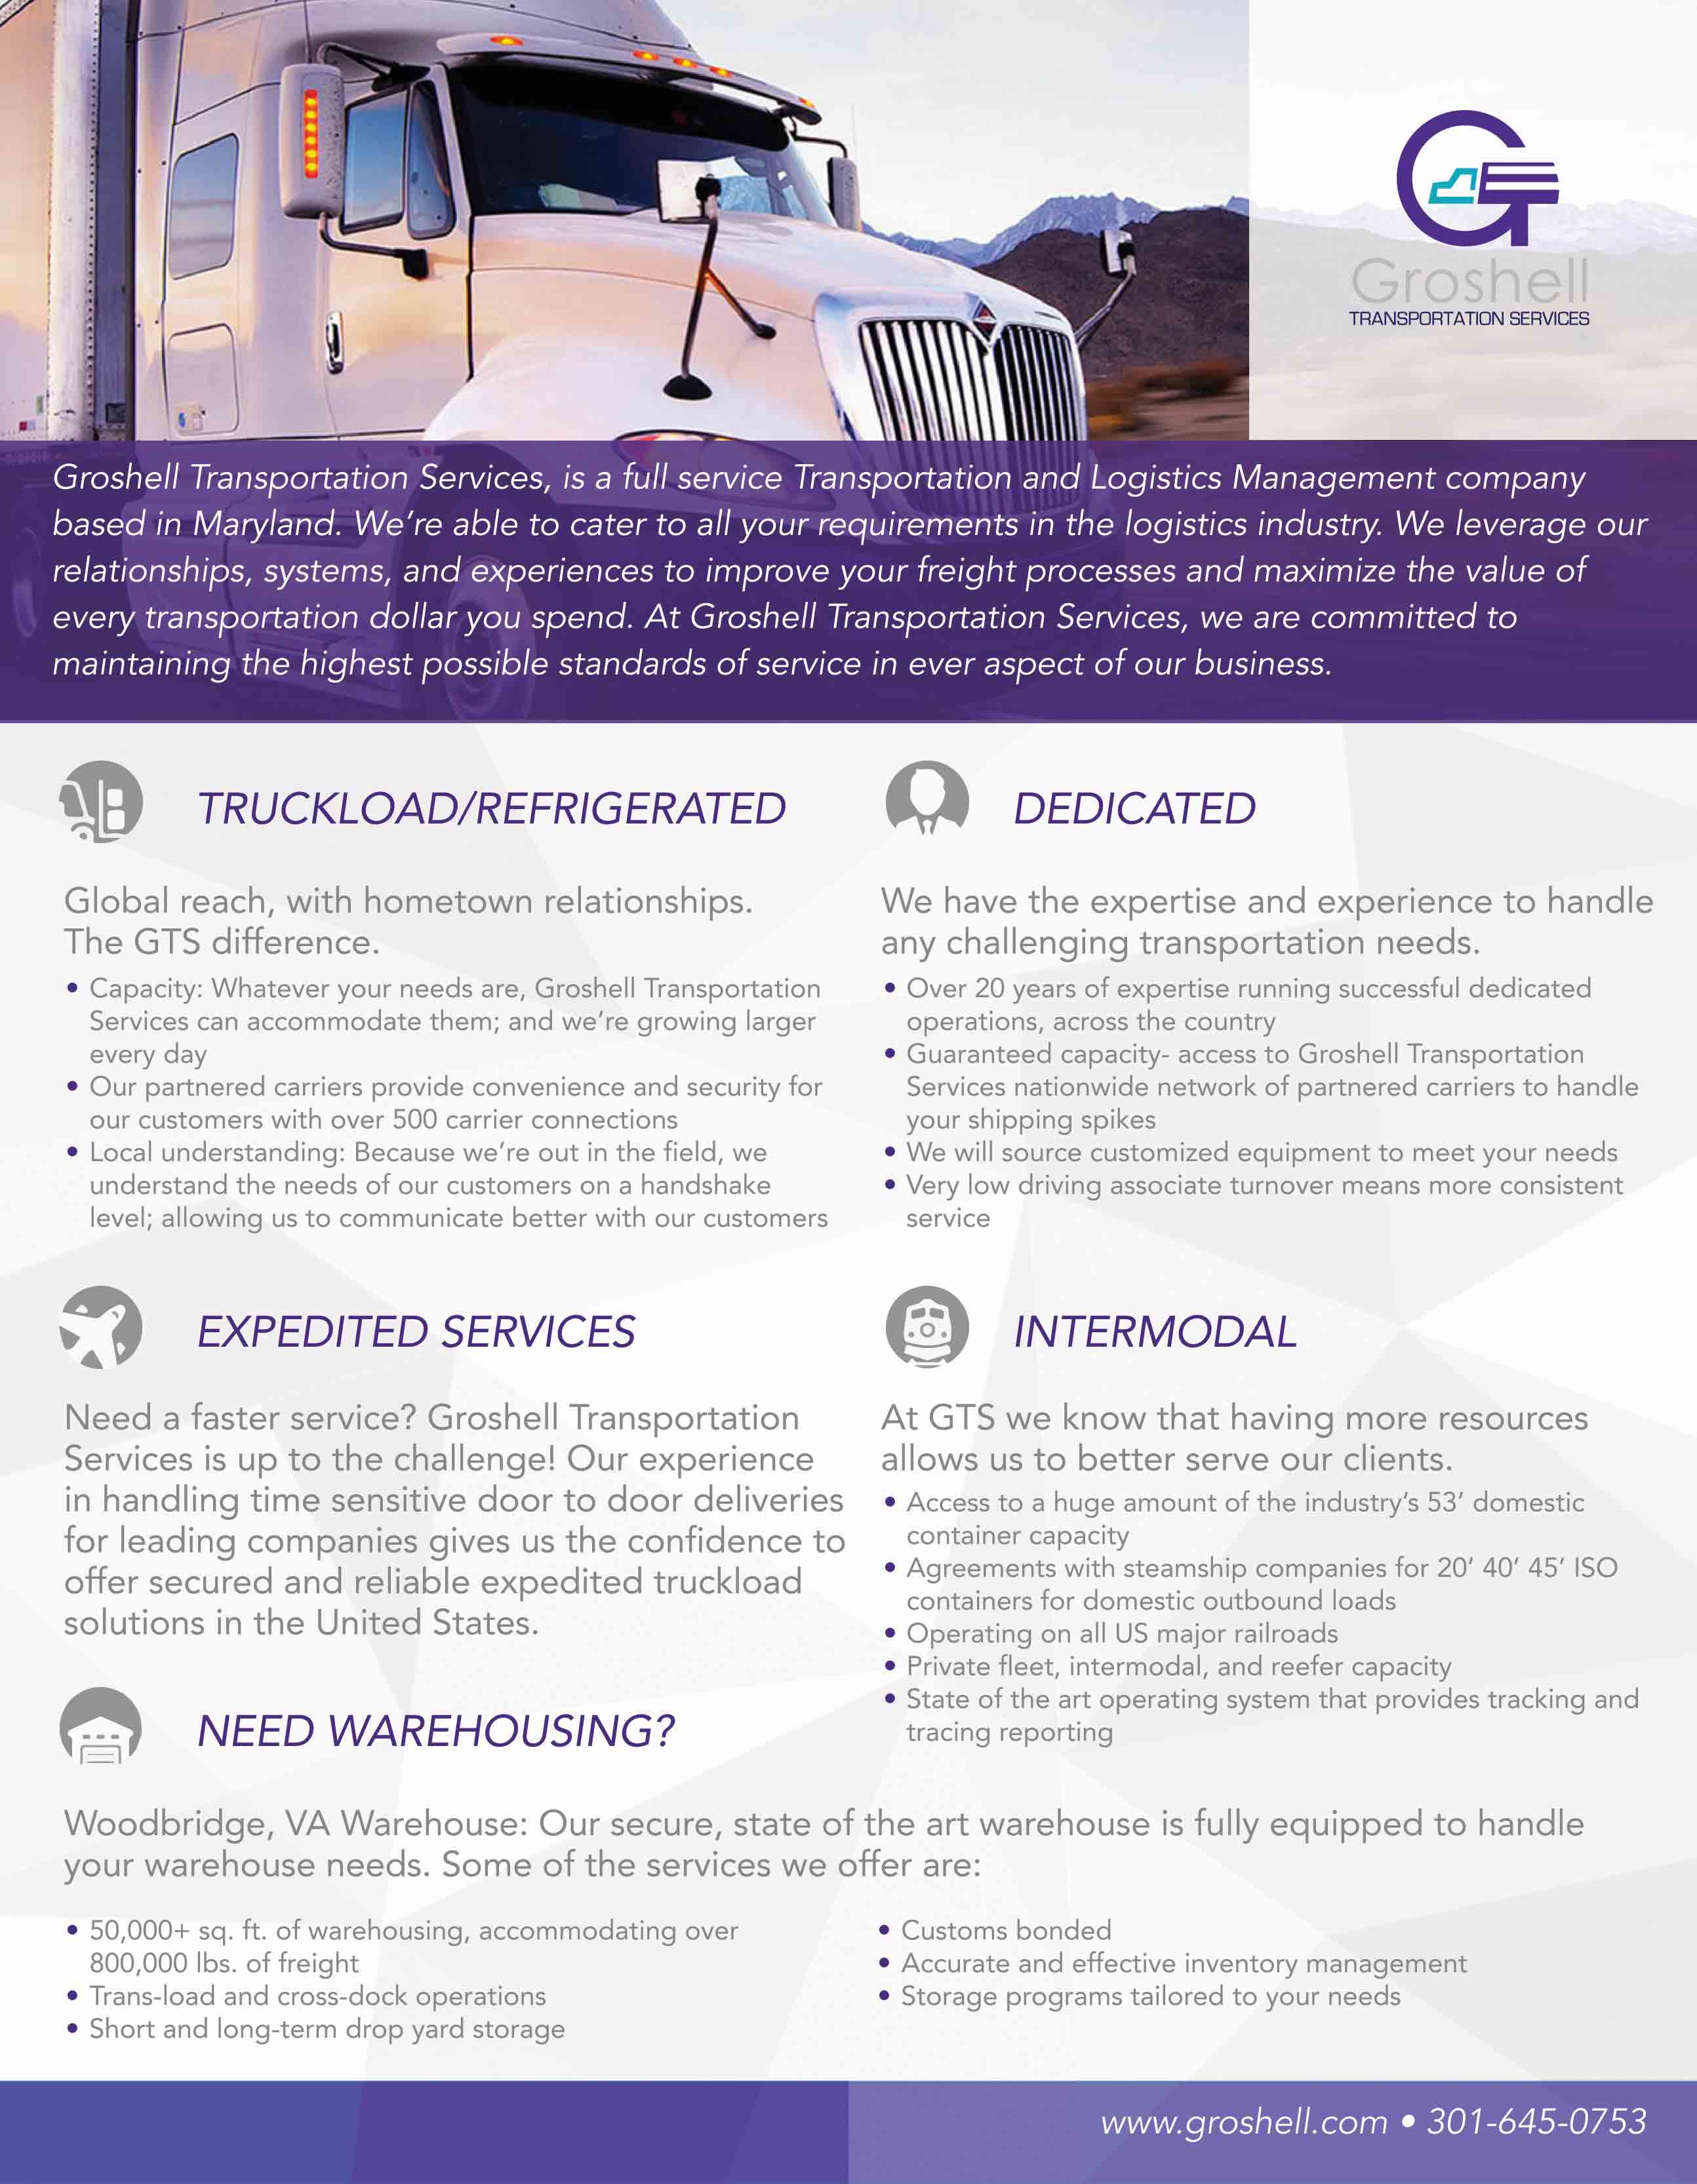 Groshell
TRANSPORTATION SERVICES
Groshell Transportation Services, is a full service Transportation and Logistics Management company
based in Maryland. We're able to cater to all your requirements in the logistics industry. We leverage our
relationships, systems, and experiences to improve your freight processes and maximize the value of
every transportation dollar you spend. At Groshell Transportation Services, we are committed to
maintaining the highest possible standards of service in ever aspect of our business.
TRUCKLOAD/REFRIGERATED
Global reach, with hometown relationships.
The GTS difference.
• Capacity: Whatever your needs are, Groshell Transportation
Services can accommodate them; and we're growing larger
every day
• Our partnered carriers provide convenience and security for
our customers with over 500 carrier connections
• Local understanding: Because we're out in the field, we
understand the needs of our customers on a handshake
level; allowing us to communicate better with our customers
DEDICATED
We have the expertise and experience to handle
any challenging transportation needs.
• Over 20 years of expertise running successful dedicated
operations, across the country
• Guaranteed capacity- access to Groshell Transportation
Services nationwide network of partnered carriers to handle
your shipping spikes
• We will source customized equipment to meet your needs
• Very low driving associate turnover means more consistent
service
EXPEDITED SERVICES
Need a faster service? Groshell Transportation
Services is up to the challenge! Our experience
in handling time sensitive door to door deliveries
for leading companies gives us the confidence to
offer secured and reliable expedited truckload
solutions in the United States.
INTERMODAL
At GTS we know that having more resources
allows us to better serve our clients.
• Access to a huge amount of the industry's 53' domestic
container capacity
• Agreements with steamship companies for 20' 40' 45' ISO
containers for domestic outbound loads
• Operating on all US major railroads
• Private fleet, intermodal, and reefer capacity
• State of the art operating system that provides tracking and
tracing reporting
NEED WAREHOUSING?
Woodbridge, VA Warehouse: Our secure, state of the art warehouse is fully equipped to handle
your warehouse needs. Some of the services we offer are:
• 50,000+ sq. ft. of warehousing, accommodating over
800,000 lbs. of freight
• Trans-load and cross-dock operations
• Short and long-term drop yard storage
• Customs bonded
• Accurate and effective inventory management
• Storage programs tailored to your needs
www.groshell.com • 301-645-0753